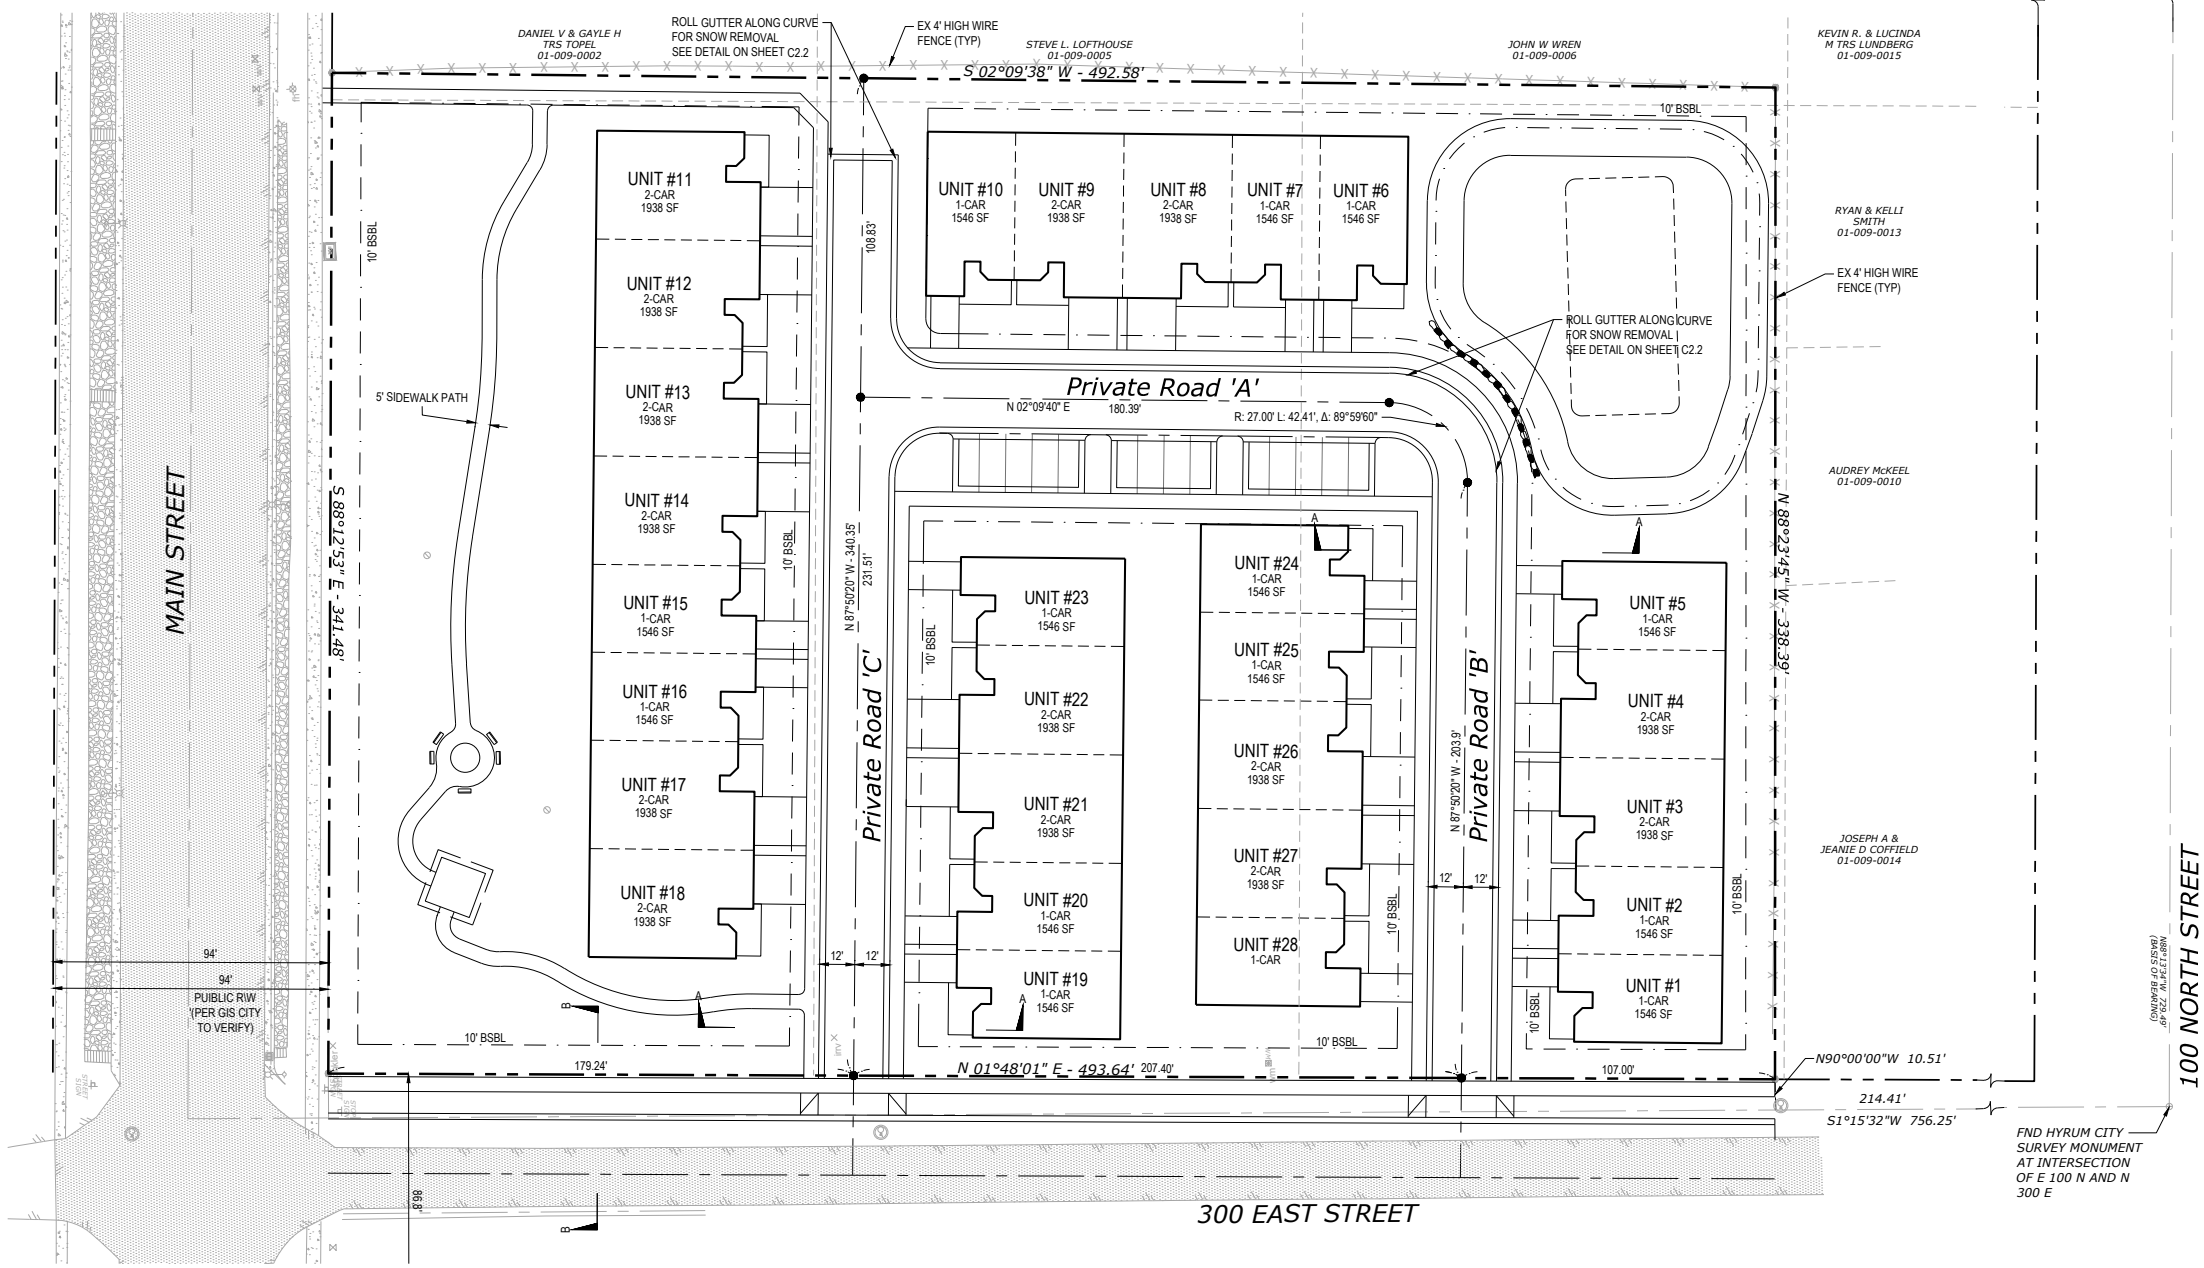 ROLL GUTTER ALONG CURVE
FOR SNOW REMOVAL
SEE DETAIL ON SHEET C2.2
EX 4' HIGH WIRE
FENCE (TYP)
DANIEL V & GAYLE H
TRS TOPEL
01-009-0002
STEVE L. LOFTHOUSE
01-009-0005
JOHN W WREN
01-009-0006
KEVIN R. & LUCINDA
M TRS LUNDBERG
01-009-0015
S 02°09'38" W - 492.58'
10' BSBL
10' BSBL
UNIT #11
2-CAR
1938 SF
UNIT #12
2-CAR
1938 SF
UNIT #13
2-CAR
1938 SF
UNIT #14
2-CAR
1938 SF
UNIT #15
1-CAR
1546 SF
UNIT #16
1-CAR
1546 SF
UNIT #17
2-CAR
1938 SF
UNIT #18
2-CAR
1938 SF
UNIT #10
1-CAR
1546 SF
UNIT #9
2-CAR
1938 SF
UNIT #8
2-CAR
1938 SF
UNIT #7
1-CAR
1546 SF
UNIT #6
1-CAR
1546 SF
108.83'
RYAN & KELLI
SMITH
01-009-0013
EX 4' HIGH WIRE
FENCE (TYP)
ROLL GUTTER ALONG CURVE
FOR SNOW REMOVAL
SEE DETAIL ON SHEET C2.2
Private Road 'A'
N 02°09'40" E
180.39'
R: 27.00' L: 42.41', Δ: 89°59'60"
5' SIDEWALK PATH
MAIN STREET
S 88°12'53" E - 341.48'
AUDREY McKEEL
01-009-0010
N 88°23'45" W - 338.39'
10' BSBL
N 87°50'20" W - 340.35'
231.51'
Private Road 'C'
10' BSBL
A
A
UNIT #23
1-CAR
1546 SF
UNIT #22
2-CAR
1938 SF
UNIT #21
2-CAR
1938 SF
UNIT #20
1-CAR
1546 SF
UNIT #19
1-CAR
1546 SF
A
UNIT #24
1-CAR
1546 SF
UNIT #25
1-CAR
1546 SF
UNIT #26
2-CAR
1938 SF
UNIT #27
2-CAR
1938 SF
UNIT #28
1-CAR
10' BSBL
N 87°50'20" W - 203.9'
Private Road 'B'
UNIT #5
1-CAR
1546 SF
UNIT #4
2-CAR
1938 SF
UNIT #3
2-CAR
1938 SF
UNIT #2
1-CAR
1546 SF
UNIT #1
1-CAR
1546 SF
10' BSBL
10' BSBL
JOSEPH A &
JEANIE D COFFIELD
01-009-0014
12'
12'
12'
12'
94'
94'
PUIBLIC R\W
(PER GIS CITY
TO VERIFY)
B
A
10' BSBL
10' BSBL
179.24'
N 01°48'01" E - 493.64'
207.40'
107.00'
N90°00'00"W 10.51'
214.41'
S1°15'32"W 756.25'
N88°13'34"W 729.49'
(BASIS OF BEARING)
100 NORTH STREET
FND HYRUM CITY
SURVEY MONUMENT
AT INTERSECTION
OF E 100 N AND N
300 E
STREET
SIGN
STOP
SIGN
86.8'
B
300 EAST STREET